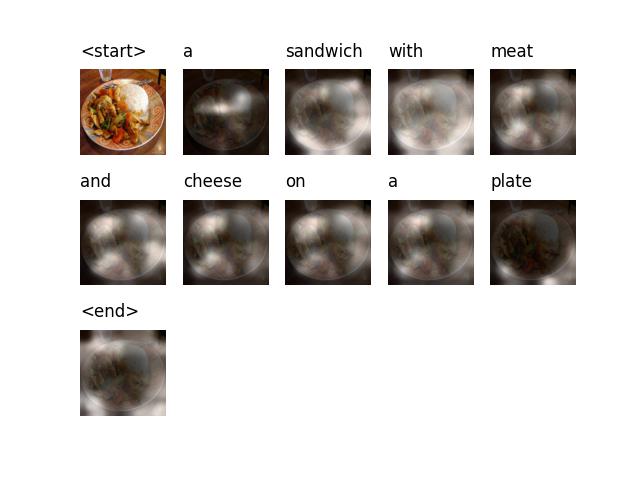 <start> a sandwich with meat
and cheese on a plate
<end>